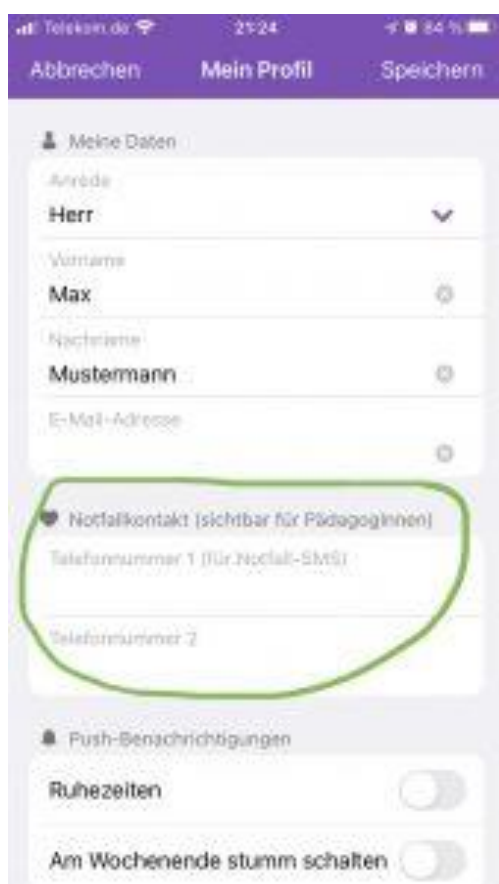 Telekom.de 21:24 84 %
Abbrechen Mein Profil Speichern
Meine Daten
Anrede
Herr
Vorname
Max
Nachname
Mustermann
E-Mail-Adresse
Notfallkontakt (sichtbar für PädagogInnen)
Telefonnummer 1 (für Notfall-SMS)
Telefonnummer 2
Push-Benachrichtigungen
Ruhezeiten
Am Wochenende stumm schalten